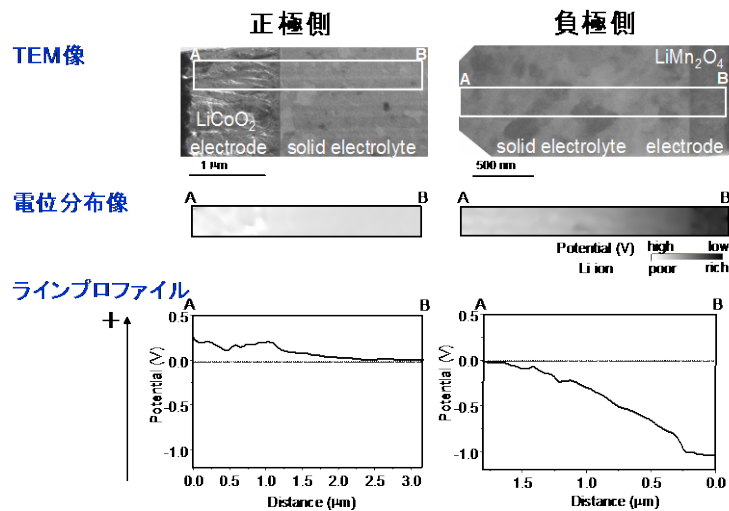 正極側
負極側
TEM像
A
B
LiCoO2
electrode
solid electrolyte
1 μm
LiMn2O4
A
B
solid electrolyte
electrode
500 nm
電位分布像
A
B
A
B
Potential (V) high low
Li ion poor rich
ラインプロファイル
+
A
B
0.5
0.0
-0.5
-1.0
Potential (V)
0.0 0.5 1.0 1.5 2.0 2.5 3.0
Distance (μm)
A
B
0.5
0.0
-0.5
-1.0
Potential (V)
1.5 1.0 0.5 0.0
Distance (μm)